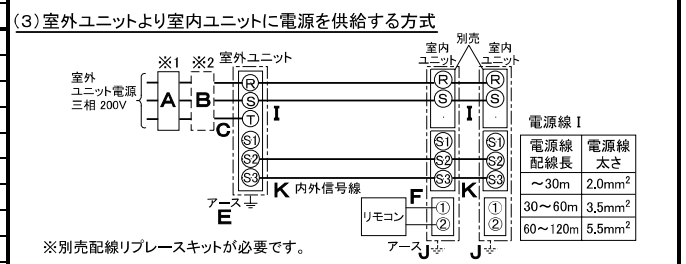 (3)室外ユニットより室内ユニットに電源を供給する方式
※1 ※2 室外ユニット
室内ユニット 別売 室内ユニット
室外ユニット電源 三相 200V
A B C
R S T S1 S2 S3
I
R S S1 S2 S3 ① ②
I
R S S1 S2 S3 ① ②
K 内外信号線
F K
リモコン
アース E
アース J J
※別売配線リプレースキットが必要です。
電源線 I
電源線配線長 電源線太さ
～30m 2.0mm²
30～60m 3.5mm²
60～120m 5.5mm²